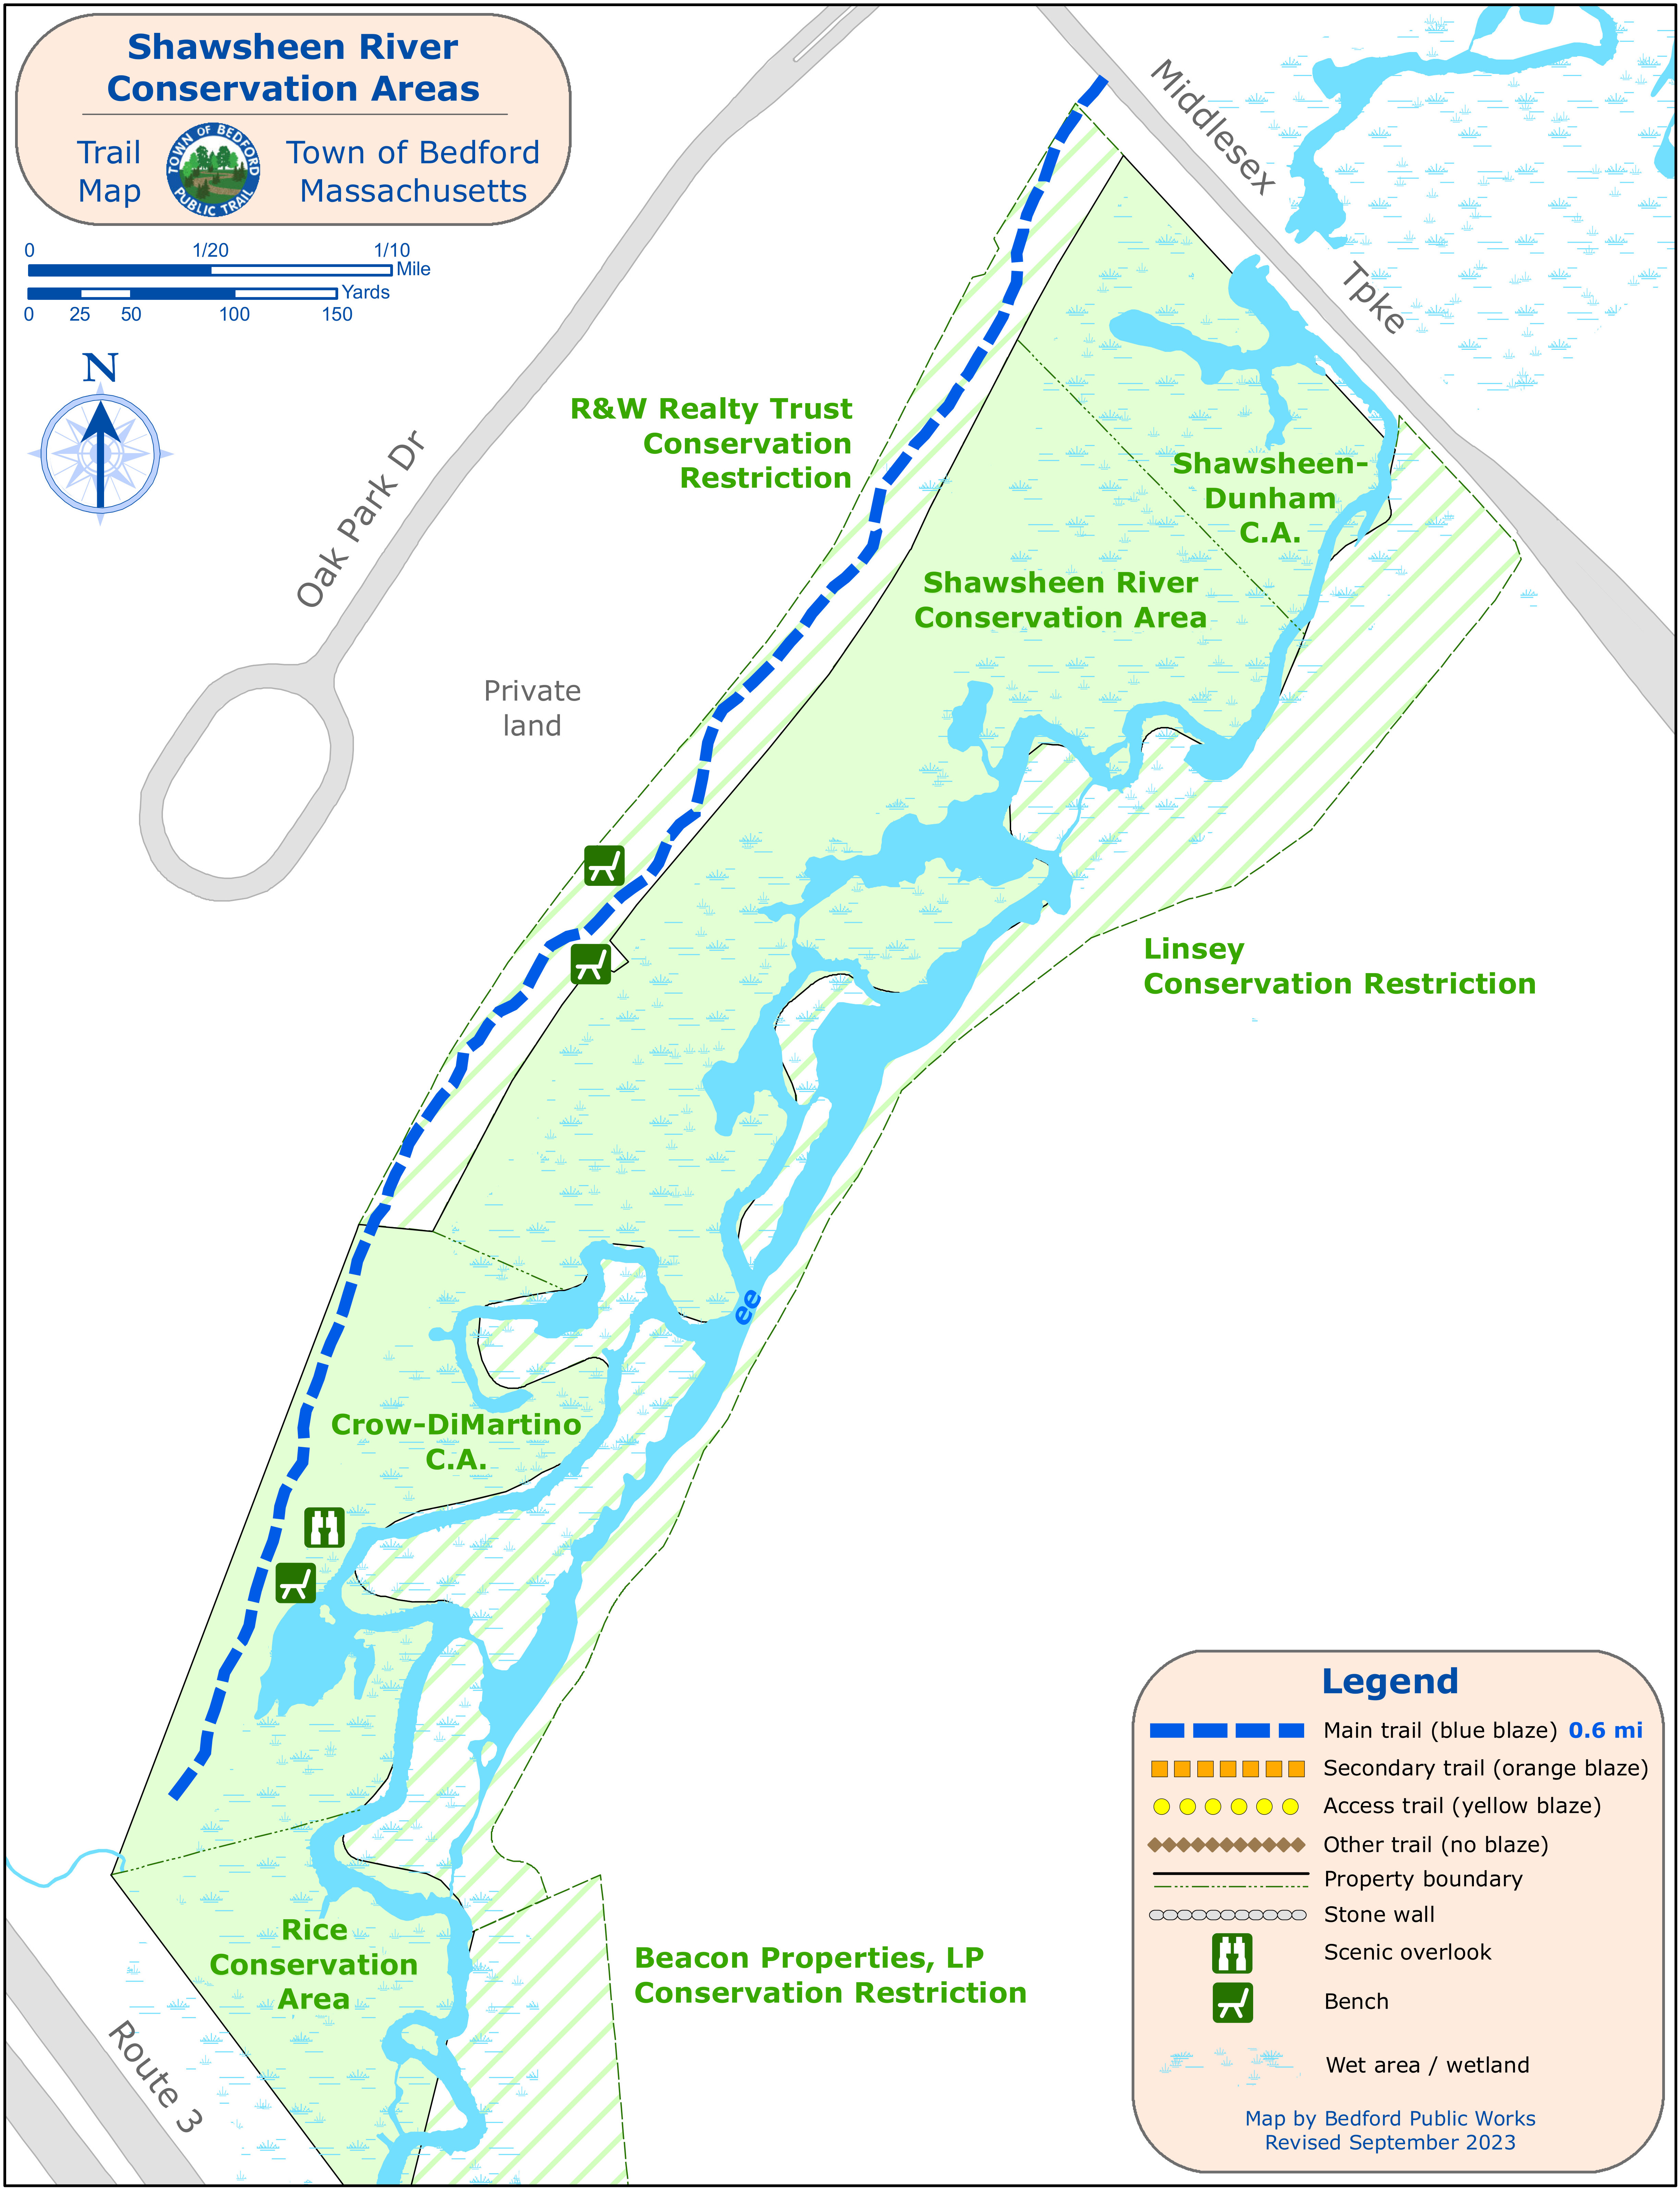 Shawsheen River
Conservation Areas
Trail
Map
TOWN OF BEDFORD
PUBLIC TRAIL
Town of Bedford
Massachusetts
0 1/20 1/10
Mile
Yards
0 25 50 100 150
N
Middlesex
Tpke
Oak Park Dr
R&W Realty Trust
Conservation
Restriction
Shawsheen-
Dunham
C.A.
Shawsheen River
Conservation Area
Private
land
Linsey
Conservation Restriction
ee
Crow-DiMartino
C.A.
Rice
Conservation
Area
Beacon Properties, LP
Conservation Restriction
Route 3
Legend
Main trail (blue blaze) 0.6 mi
Secondary trail (orange blaze)
Access trail (yellow blaze)
Other trail (no blaze)
Property boundary
Stone wall
Scenic overlook
Bench
Wet area / wetland
Map by Bedford Public Works
Revised September 2023